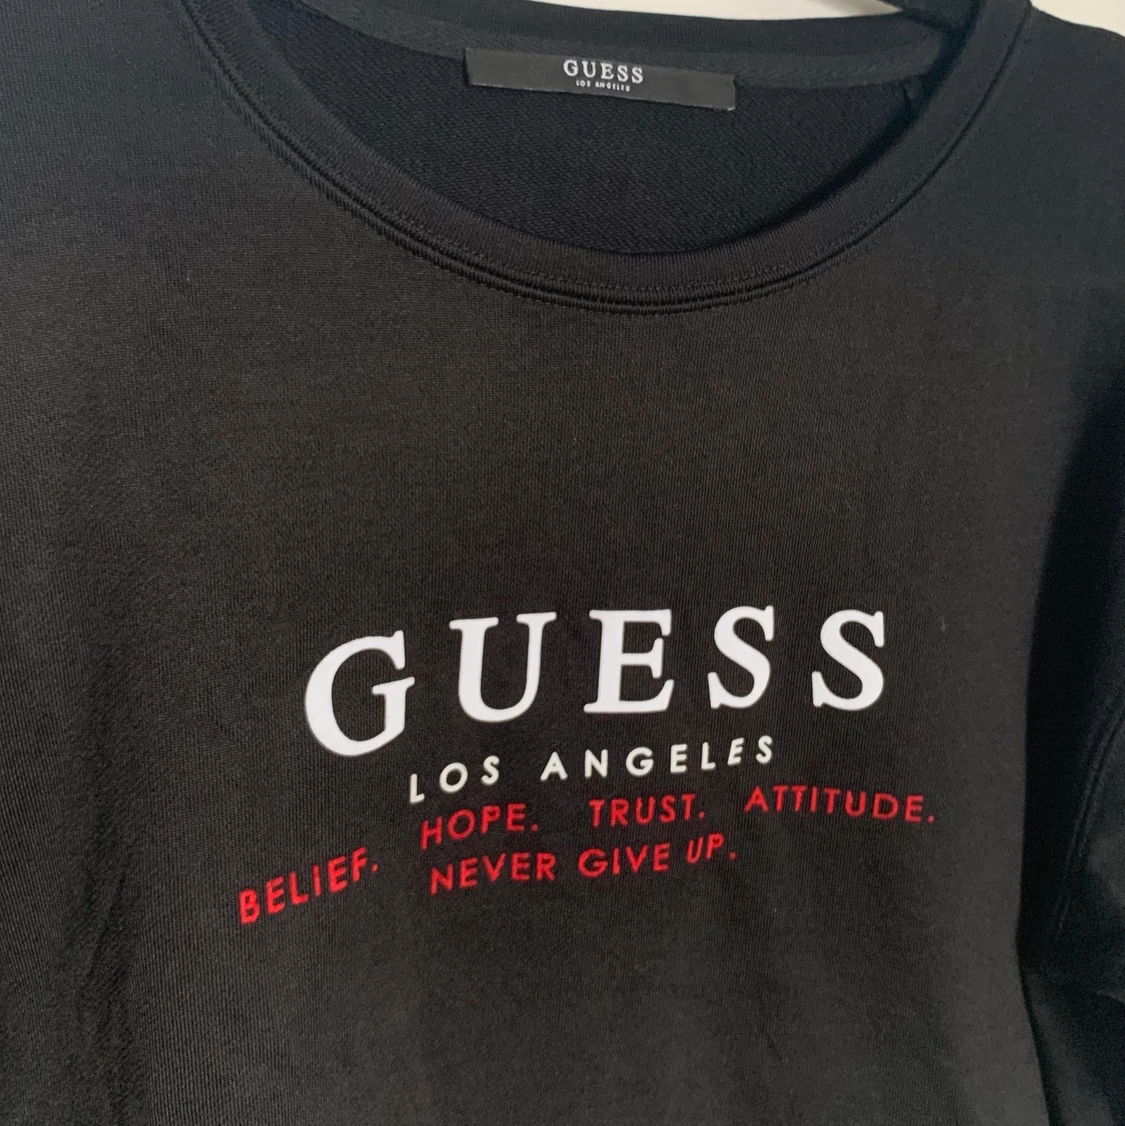 GUESS
LOS ANGELES
GUESS
LOS ANGELES
BELIEF. HOPE. TRUST. ATTITUDE.
NEVER GIVE UP.